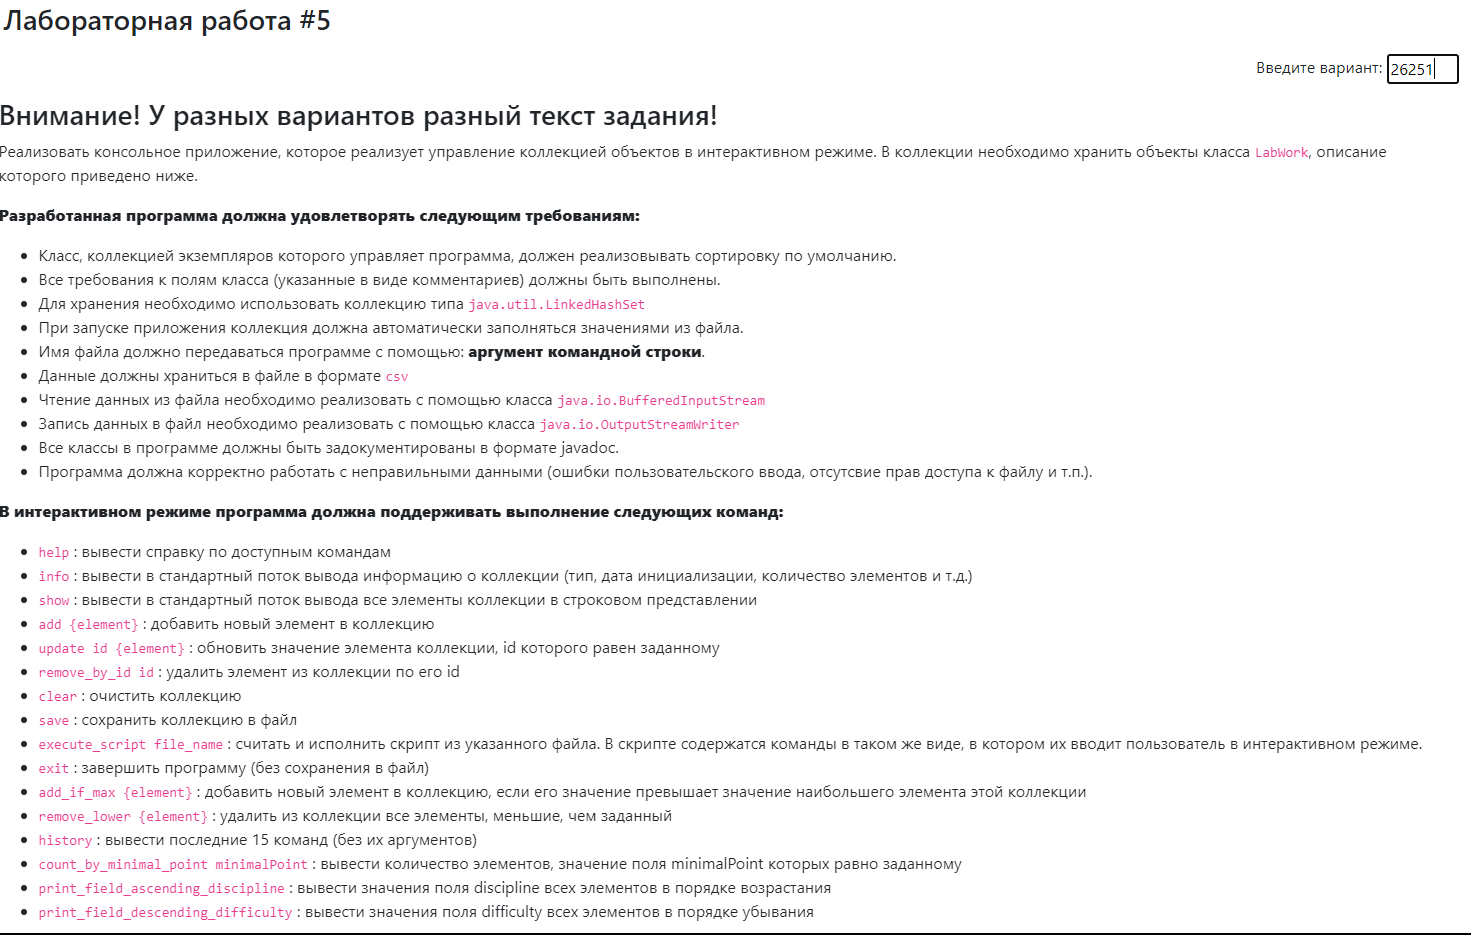 Лабораторная работа #5
Введите вариант: 26251
Внимание! У разных вариантов разный текст задания!
Реализовать консольное приложение, которое реализует управление коллекцией объектов в интерактивном режиме. В коллекции необходимо хранить объекты класса LabWork, описание
которого приведено ниже.
Разработанная программа должна удовлетворять следующим требованиям:
• Класс, коллекцией экземпляров которого управляет программа, должен реализовывать сортировку по умолчанию.
• Все требования к полям класса (указанные в виде комментариев) должны быть выполнены.
• Для хранения необходимо использовать коллекцию типа java.util.LinkedHashSet
• При запуске приложения коллекция должна автоматически заполняться значениями из файла.
• Имя файла должно передаваться программе с помощью: аргумент командной строки.
• Данные должны храниться в файле в формате csv
• Чтение данных из файла необходимо реализовать с помощью класса java.io.BufferedInputStream
• Запись данных в файл необходимо реализовать с помощью класса java.io.OutputStreamWriter
• Все классы в программе должны быть задокументированы в формате javadoc.
• Программа должна корректно работать с неправильными данными (ошибки пользовательского ввода, отсутсвие прав доступа к файлу и т.п.).
В интерактивном режиме программа должна поддерживать выполнение следующих команд:
• help : вывести справку по доступным командам
• info : вывести в стандартный поток вывода информацию о коллекции (тип, дата инициализации, количество элементов и т.д.)
• show : вывести в стандартный поток вывода все элементы коллекции в строковом представлении
• add {element} : добавить новый элемент в коллекцию
• update id {element} : обновить значение элемента коллекции, id которого равен заданному
• remove_by_id id : удалить элемент из коллекции по его id
• clear : очистить коллекцию
• save : сохранить коллекцию в файл
• execute_script file_name : считать и исполнить скрипт из указанного файла. В скрипте содержатся команды в таком же виде, в котором их вводит пользователь в интерактивном режиме.
• exit : завершить программу (без сохранения в файл)
• add_if_max {element} : добавить новый элемент в коллекцию, если его значение превышает значение наибольшего элемента этой коллекции
• remove_lower {element} : удалить из коллекции все элементы, меньшие, чем заданный
• history : вывести последние 15 команд (без их аргументов)
• count_by_minimal_point minimalPoint : вывести количество элементов, значение поля minimalPoint которых равно заданному
• print_field_ascending_discipline : вывести значения поля discipline всех элементов в порядке возрастания
• print_field_descending_difficulty : вывести значения поля difficulty всех элементов в порядке убывания